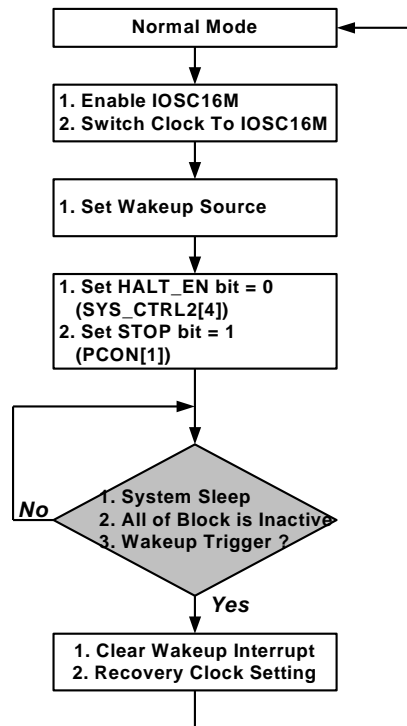 Normal Mode
1. Enable IOSC16M
2. Switch Clock To IOSC16M
1. Set Wakeup Source
1. Set HALT_EN bit = 0
(SYS_CTRL2[4])
2. Set STOP bit = 1
(PCON[1])
1. System Sleep
2. All of Block is Inactive
3. Wakeup Trigger ?
No
Yes
1. Clear Wakeup Interrupt
2. Recovery Clock Setting